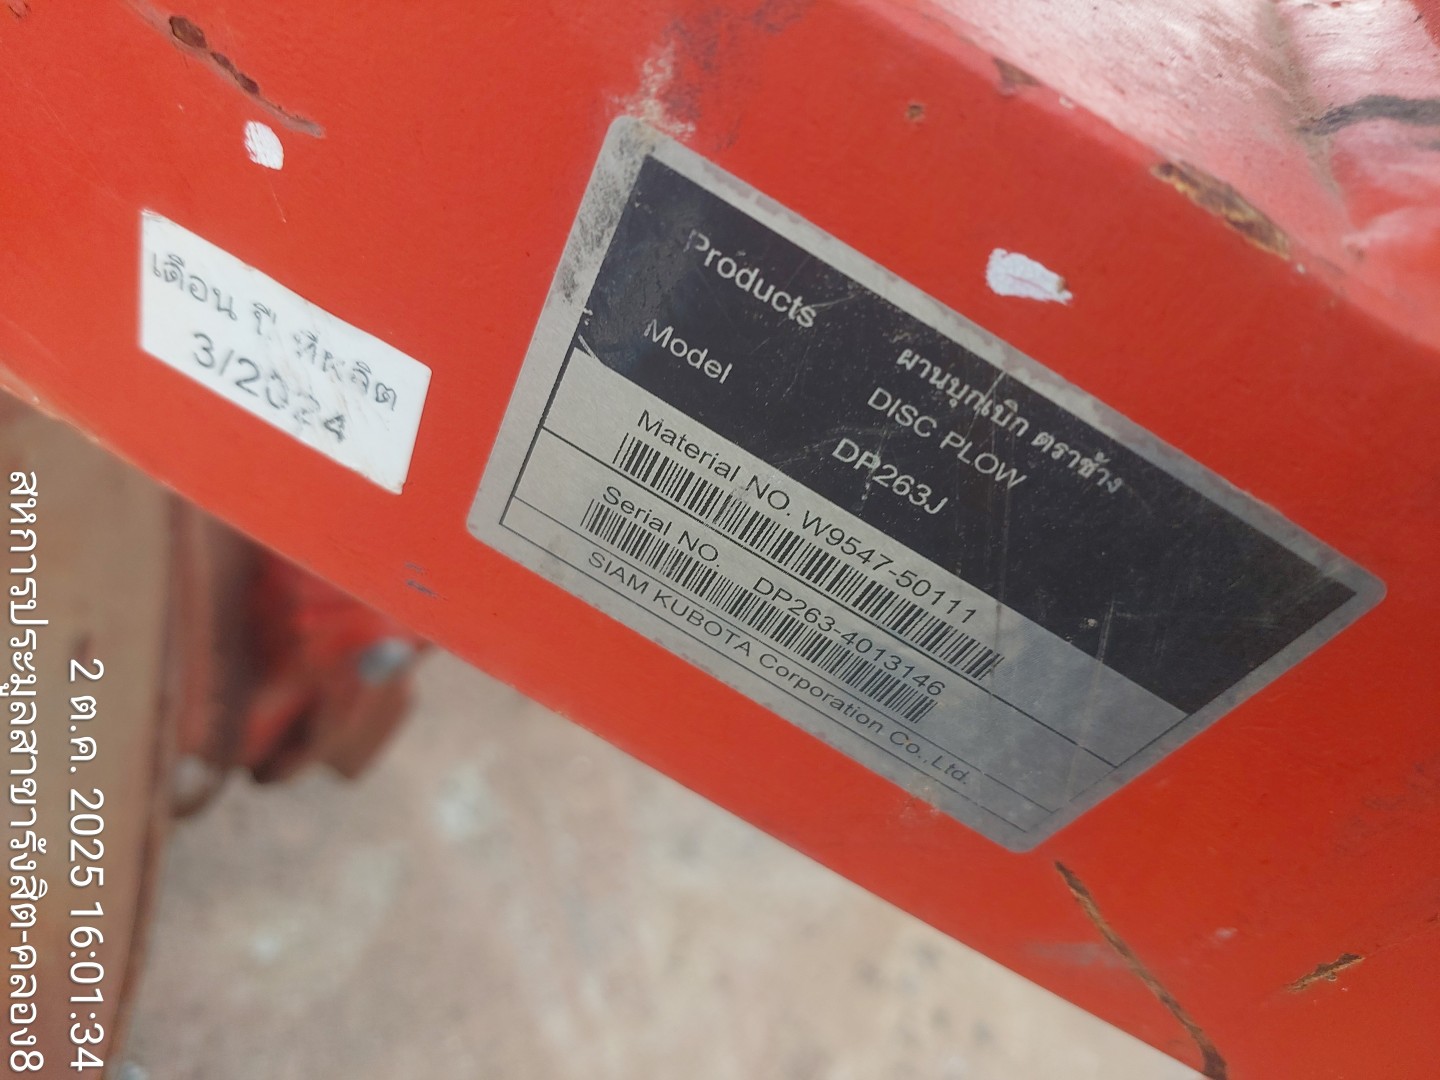 เดือน ปี ที่ผลิต
3/2024
Products
ผานบุกเบิก ตราช้าง
DISC PLOW
Model
DP263J
Material NO. W9547-50111
Serial NO. DP263-4013146
SIAM KUBOTA Corporation Co.,Ltd.
2 ต.ค. 2025 16:01:34
สหการประมูลสาขารังสิต-คลอง8